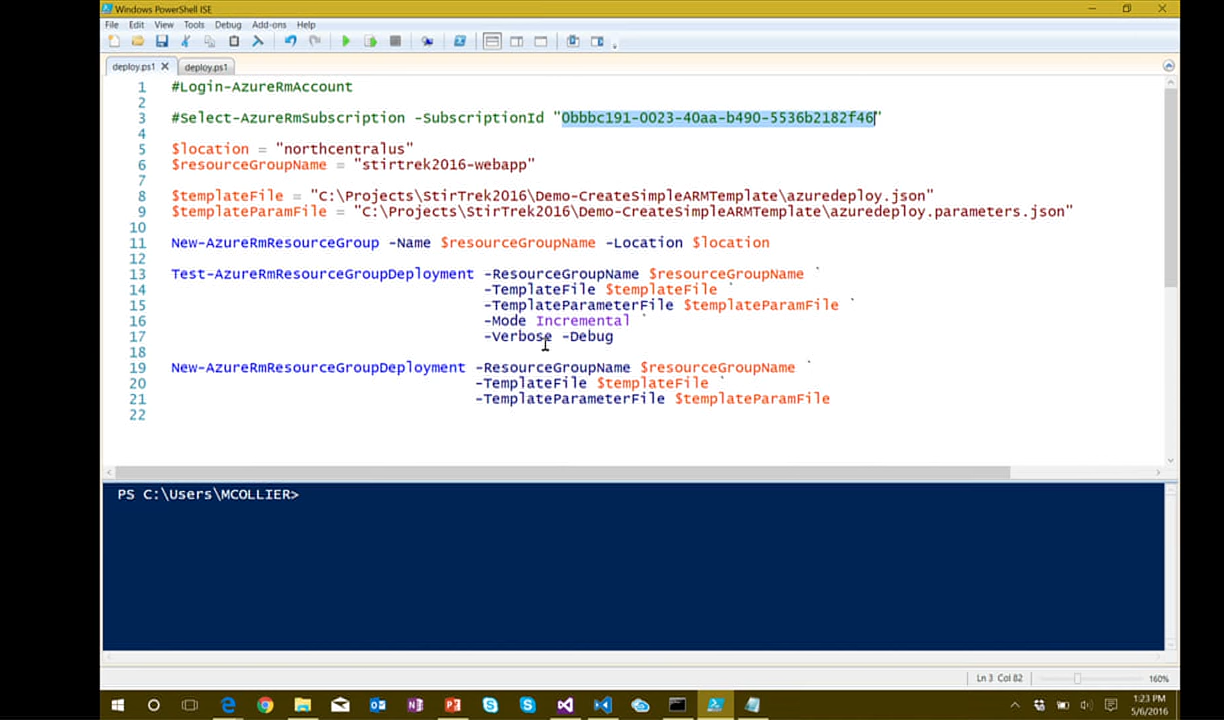 Windows PowerShell ISE
File Edit View Tools Debug Add-ons Help
deploy.ps1 deploy.ps1
1 #Login-AzureRmAccount
2
3 #Select-AzureRmSubscription -SubscriptionId "0bbbc191-0023-40aa-b490-5536b2182f46"
4
5 $location = "northcentralus"
6 $resourceGroupName = "stirtrek2016-webapp"
7
8 $templateFile = "C:\Projects\StirTrek2016\Demo-CreateSimpleARMTemplate\azuredeploy.json"
9 $templateParamFile = "C:\Projects\StirTrek2016\Demo-CreateSimpleARMTemplate\azuredeploy.parameters.json"
10
11 New-AzureRmResourceGroup -Name $resourceGroupName -Location $location
12
13 Test-AzureRmResourceGroupDeployment -ResourceGroupName $resourceGroupName `
14 -TemplateFile $templateFile `
15 -TemplateParameterFile $templateParamFile `
16 -Mode Incremental `
17 -Verbose -Debug
18
19 New-AzureRmResourceGroupDeployment -ResourceGroupName $resourceGroupName `
20 -TemplateFile $templateFile `
21 -TemplateParameterFile $templateParamFile
22
PS C:\Users\MCOLLIER>
Ln 3 Col 82 160%
1:23 PM
5/6/2016